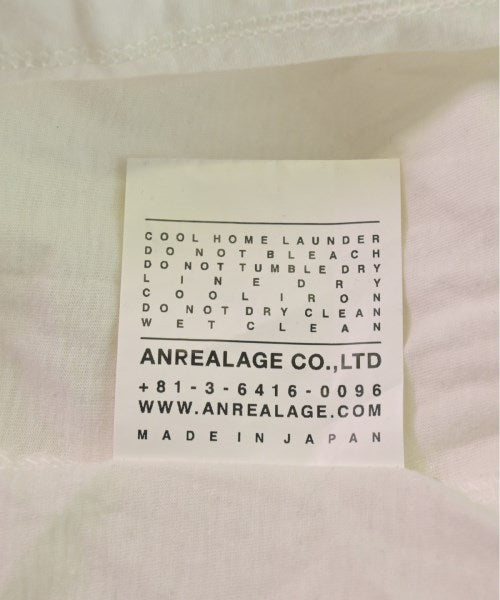 COOL HOME LAUNDER
DO NOT BLEACH
DO NOT TUMBLE DRY
LINE DRY
COOL IRON
DO NOT DRY CLEAN
WET CLEAN
ANREALAGE CO.,LTD
+81-3-6416-0096
WWW.ANREALAGE.COM
MADE IN JAPAN